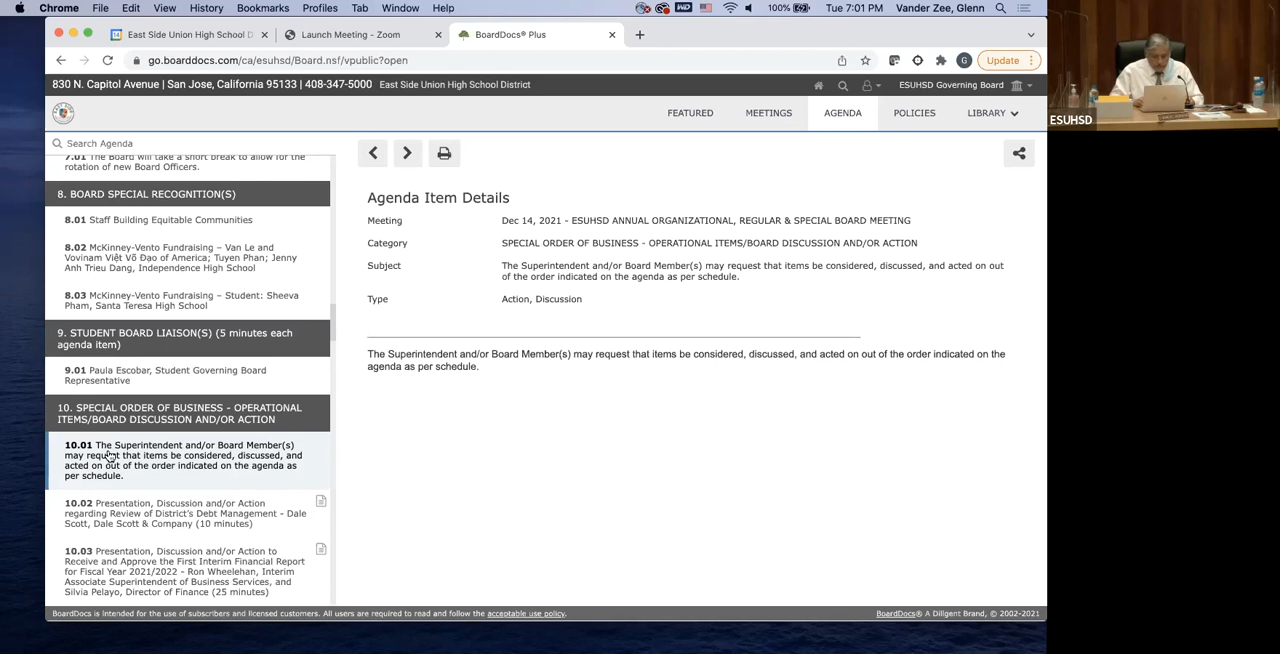 Chrome File Edit View History Bookmarks Profiles Tab Window Help
100% Tue 7:01 PM Vander Zee, Glenn
East Side Union High School D
Launch Meeting - Zoom
BoardDocs® Plus
go.boarddocs.com/ca/esuhsd/Board.nsf/vpublic?open
G Update
830 N. Capitol Avenue | San Jose, California 95133 | 408-347-5000 East Side Union High School District
ESUHSD Governing Board
FEATURED MEETINGS AGENDA POLICIES LIBRARY
Search Agenda
7.01 The Board will take a short break to allow for the
rotation of new Board Officers.
8. BOARD SPECIAL RECOGNITION(S)
8.01 Staff Building Equitable Communities
8.02 McKinney-Vento Fundraising – Van Le and
Vovinam Việt Võ Đạo of America; Tuyen Phan; Jenny
Anh Trieu Dang, Independence High School
8.03 McKinney-Vento Fundraising – Student: Sheeva
Pham, Santa Teresa High School
9. STUDENT BOARD LIAISON(S) (5 minutes each
agenda item)
9.01 Paula Escobar, Student Governing Board
Representative
10. SPECIAL ORDER OF BUSINESS - OPERATIONAL
ITEMS/BOARD DISCUSSION AND/OR ACTION
10.01 The Superintendent and/or Board Member(s)
may request that items be considered, discussed, and
acted on out of the order indicated on the agenda as
per schedule.
10.02 Presentation, Discussion and/or Action
regarding Review of District's Debt Management - Dale
Scott, Dale Scott & Company (10 minutes)
10.03 Presentation, Discussion and/or Action to
Receive and Approve the First Interim Financial Report
for Fiscal Year 2021/2022 - Ron Wheelehan, Interim
Associate Superintendent of Business Services, and
Silvia Pelayo, Director of Finance (25 minutes)
Agenda Item Details
Meeting Dec 14, 2021 - ESUHSD ANNUAL ORGANIZATIONAL, REGULAR & SPECIAL BOARD MEETING
Category SPECIAL ORDER OF BUSINESS - OPERATIONAL ITEMS/BOARD DISCUSSION AND/OR ACTION
Subject The Superintendent and/or Board Member(s) may request that items be considered, discussed, and acted on out
of the order indicated on the agenda as per schedule.
Type Action, Discussion
The Superintendent and/or Board Member(s) may request that items be considered, discussed, and acted on out of the order indicated on the
agenda as per schedule.
BoardDocs is intended for the use of subscribers and licensed customers. All users are required to read and follow the acceptable use policy.
BoardDocs® A Diligent Brand, © 2002-2021
ESUHSD